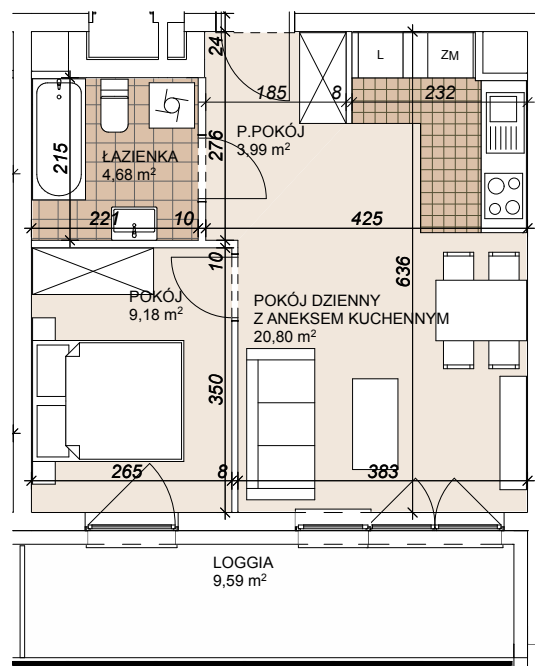 24
L
ZM
185
8
232
P.POKÓJ
3,99 m²
276
215
ŁAZIENKA
4,68 m²
221
10
425
10
636
POKÓJ
9,18 m²
POKÓJ DZIENNY
Z ANEKSEM KUCHENNYM
20,80 m²
350
265
8
383
LOGGIA
9,59 m²